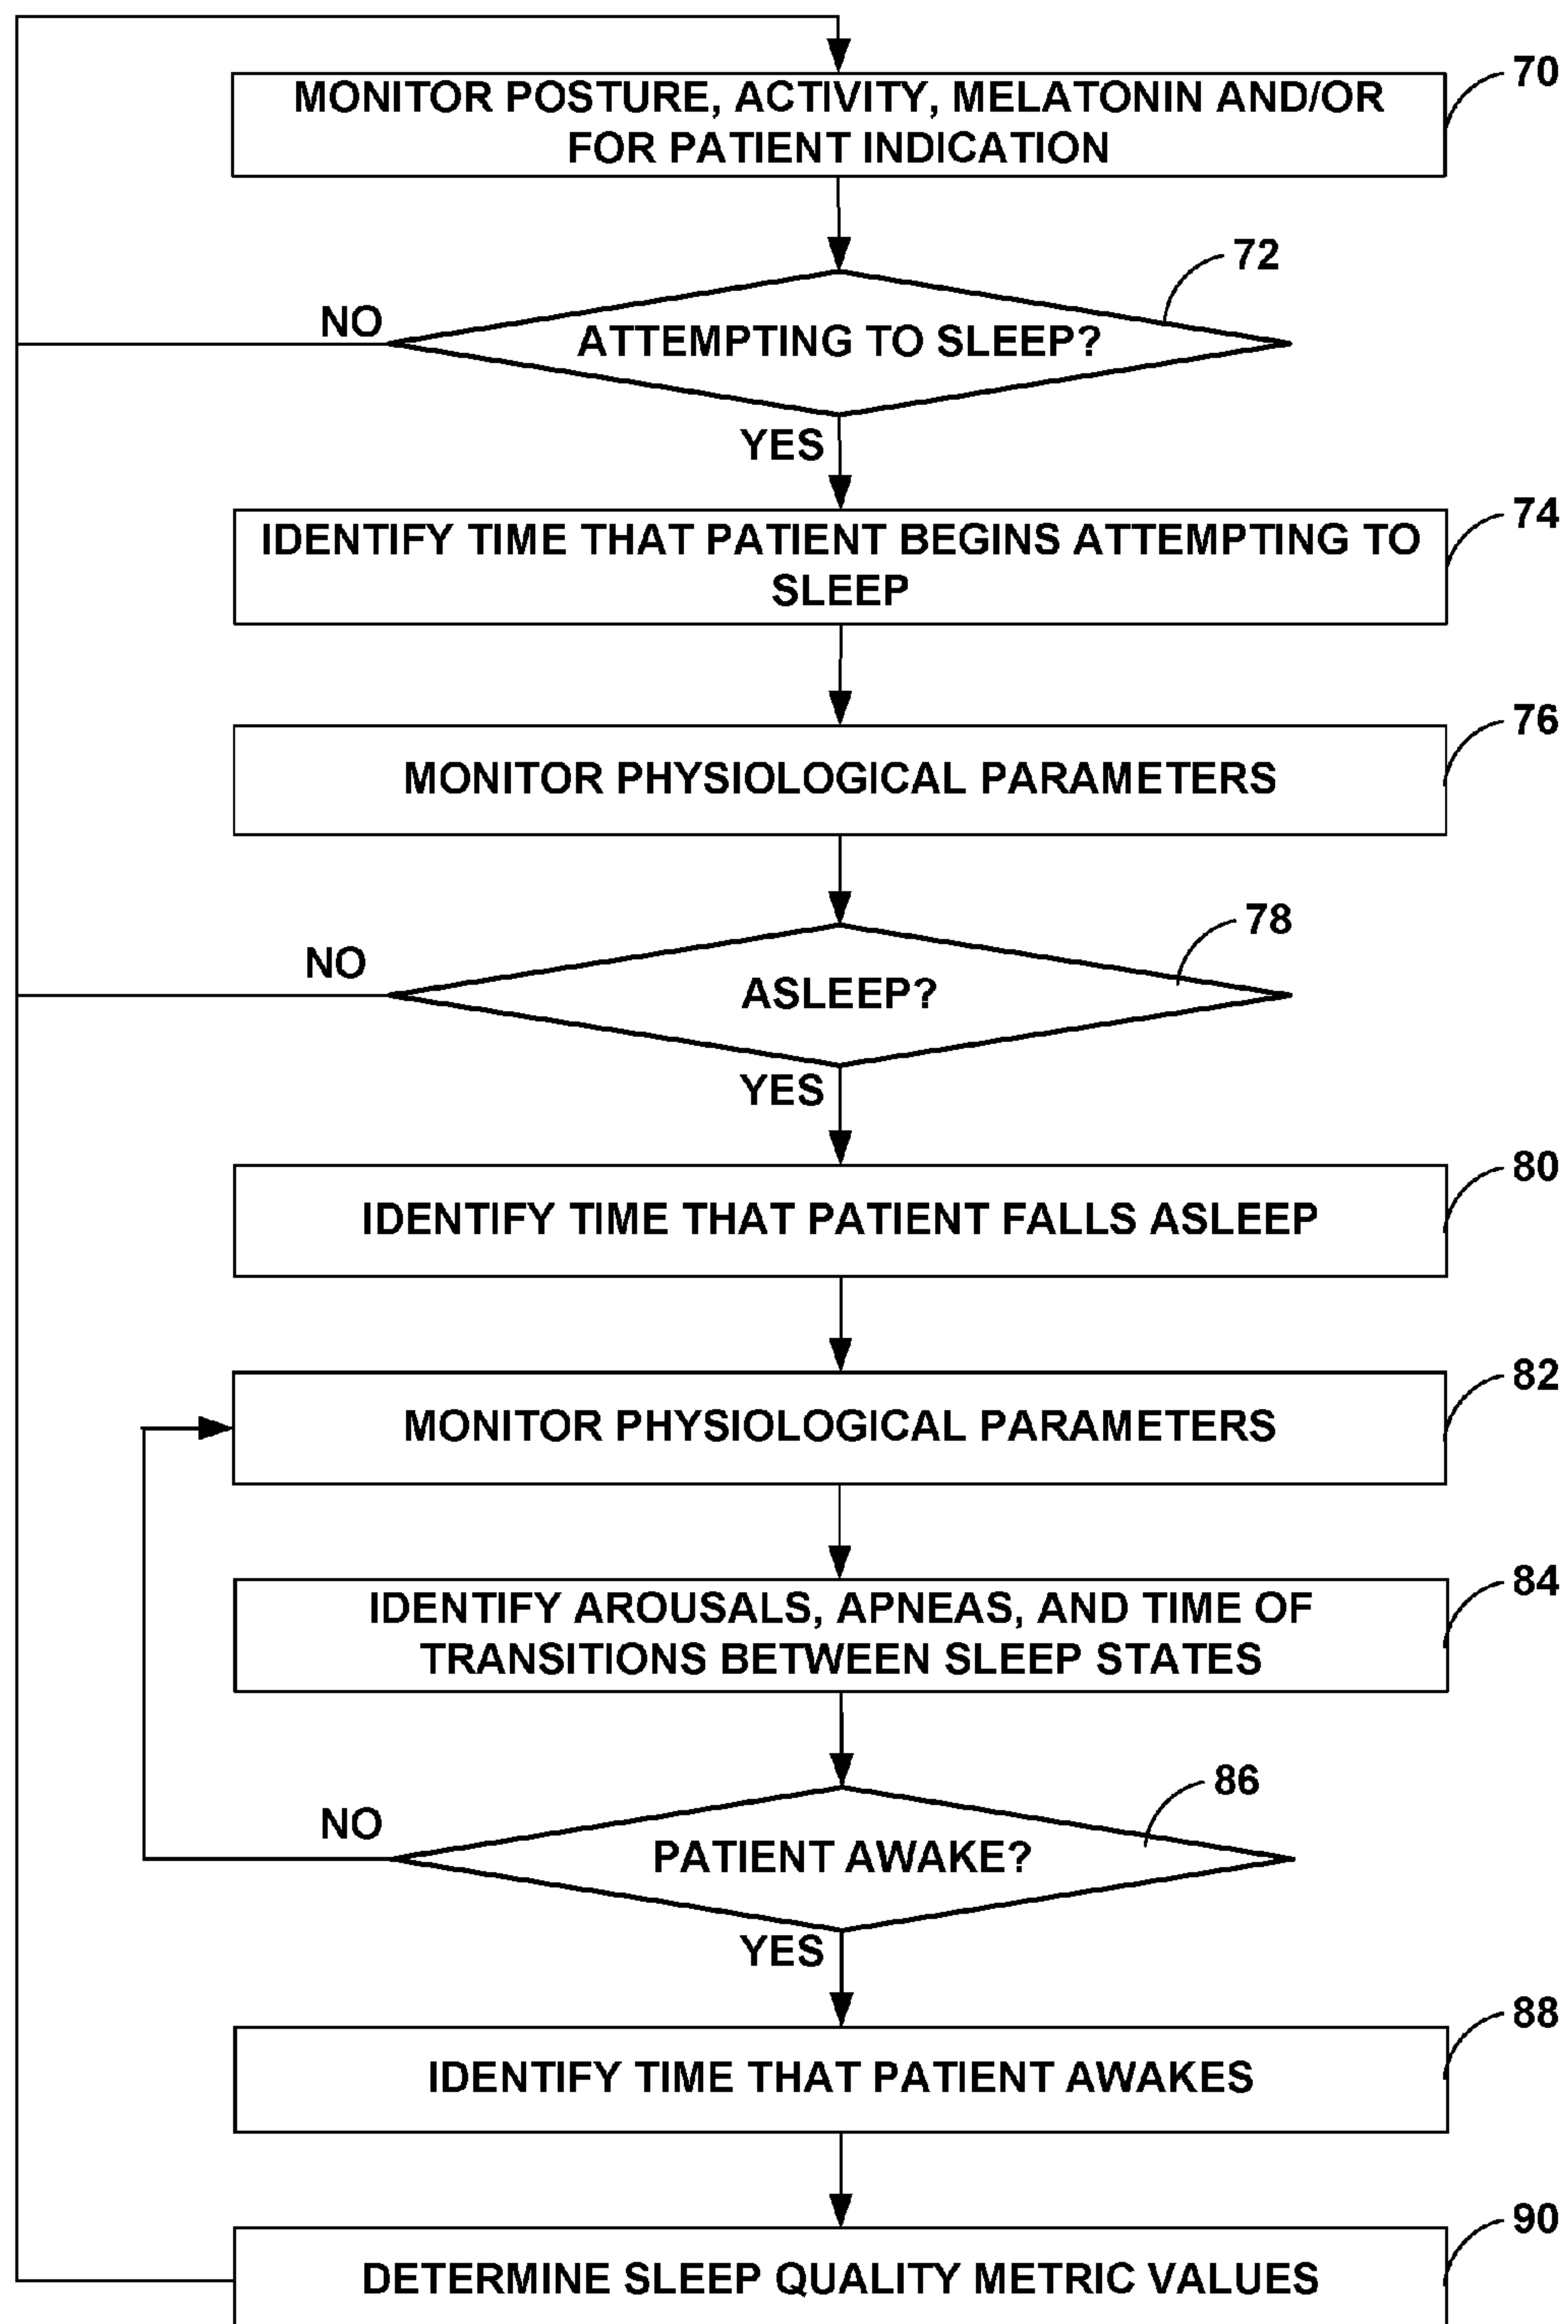 70
MONITOR POSTURE, ACTIVITY, MELATONIN AND/OR
FOR PATIENT INDICATION
72
NO
ATTEMPTING TO SLEEP?
YES
74
IDENTIFY TIME THAT PATIENT BEGINS ATTEMPTING TO
SLEEP
76
MONITOR PHYSIOLOGICAL PARAMETERS
78
NO
ASLEEP?
YES
80
IDENTIFY TIME THAT PATIENT FALLS ASLEEP
82
MONITOR PHYSIOLOGICAL PARAMETERS
84
IDENTIFY AROUSALS, APNEAS, AND TIME OF
TRANSITIONS BETWEEN SLEEP STATES
86
NO
PATIENT AWAKE?
YES
88
IDENTIFY TIME THAT PATIENT AWAKES
90
DETERMINE SLEEP QUALITY METRIC VALUES